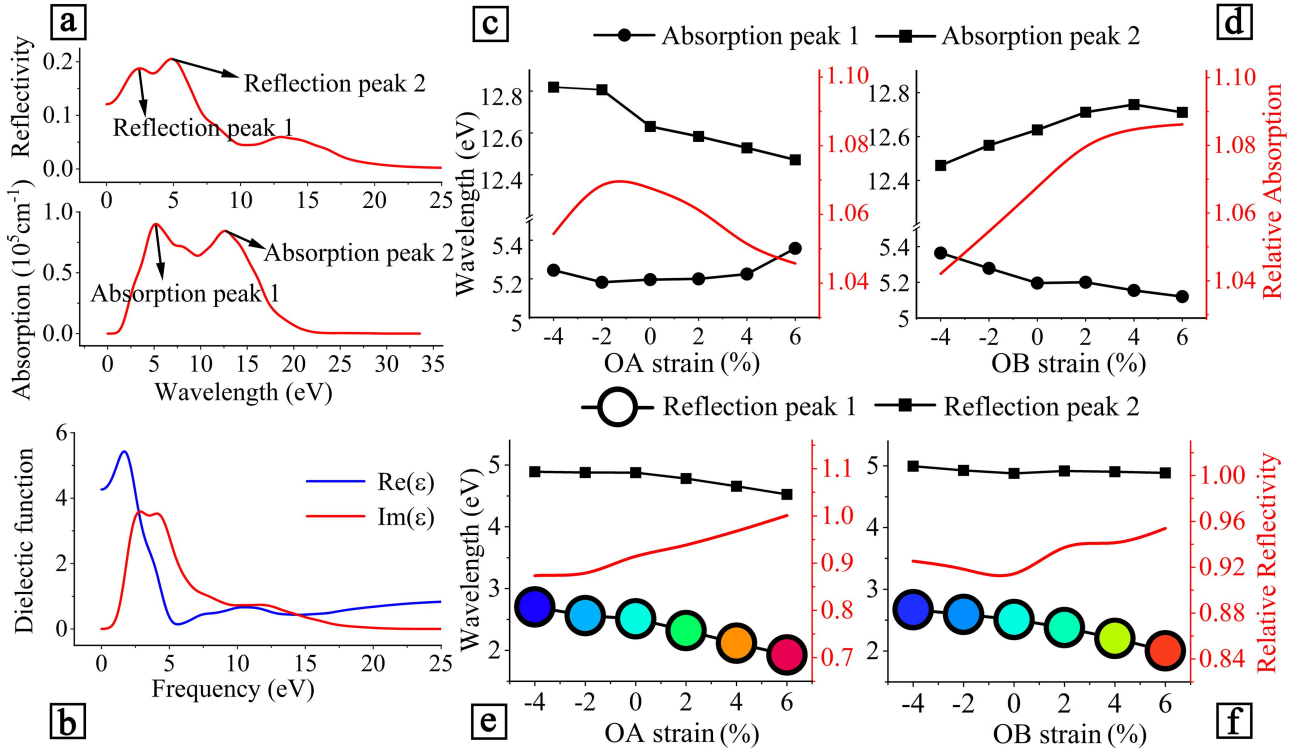 a
Reflectivity
0.2
0.1
0.0
Reflection peak 2
Reflection peak 1
0 5 10 15 20 25
Absorption (10⁵cm⁻¹)
1.0
0.5
0.0
Absorption peak 2
Absorption peak 1
0 5 10 15 20 25 30 35
Wavelength (eV)
Dielectic function
6
4
2
0
Re(ε)
Im(ε)
0 5 10 15 20 25
Frequency (eV)
b
c
Absorption peak 1 Absorption peak 2
d
Wavelength (eV)
12.8
12.6
12.4
5.4
5.2
5
1.10
1.08
1.06
1.04
-4 -2 0 2 4 6
OA strain (%)
12.8
12.6
12.4
5.4
5.2
5
1.10
1.08
1.06
1.04
Relative Absorption
-4 -2 0 2 4 6
OB strain (%)
Reflection peak 1 Reflection peak 2
Wavelength (eV)
5
4
3
2
1.1
1.0
0.9
0.8
0.7
-4 -2 0 2 4 6
OA strain (%)
e
5
4
3
2
1.00
0.96
0.92
0.88
0.84
Relative Reflectivity
-4 -2 0 2 4 6
OB strain (%)
f